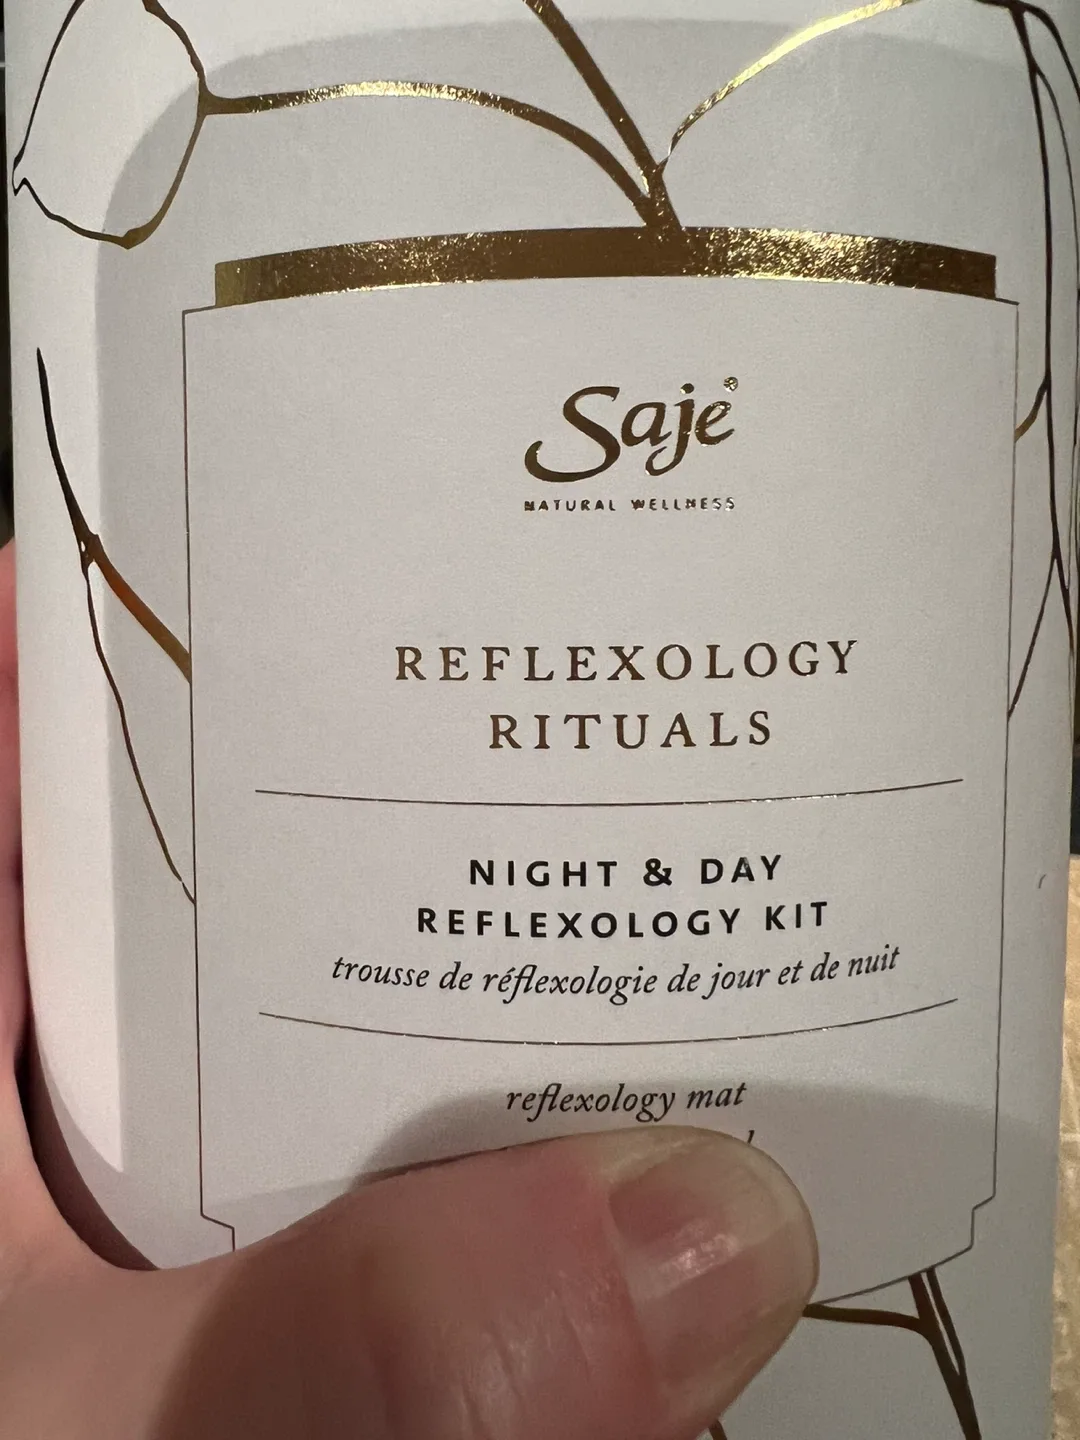 Saje
NATURAL WELLNESS
REFLEXOLOGY
RITUALS
NIGHT & DAY
REFLEXOLOGY KIT
trousse de réflexologie de jour et de nuit
reflexology mat